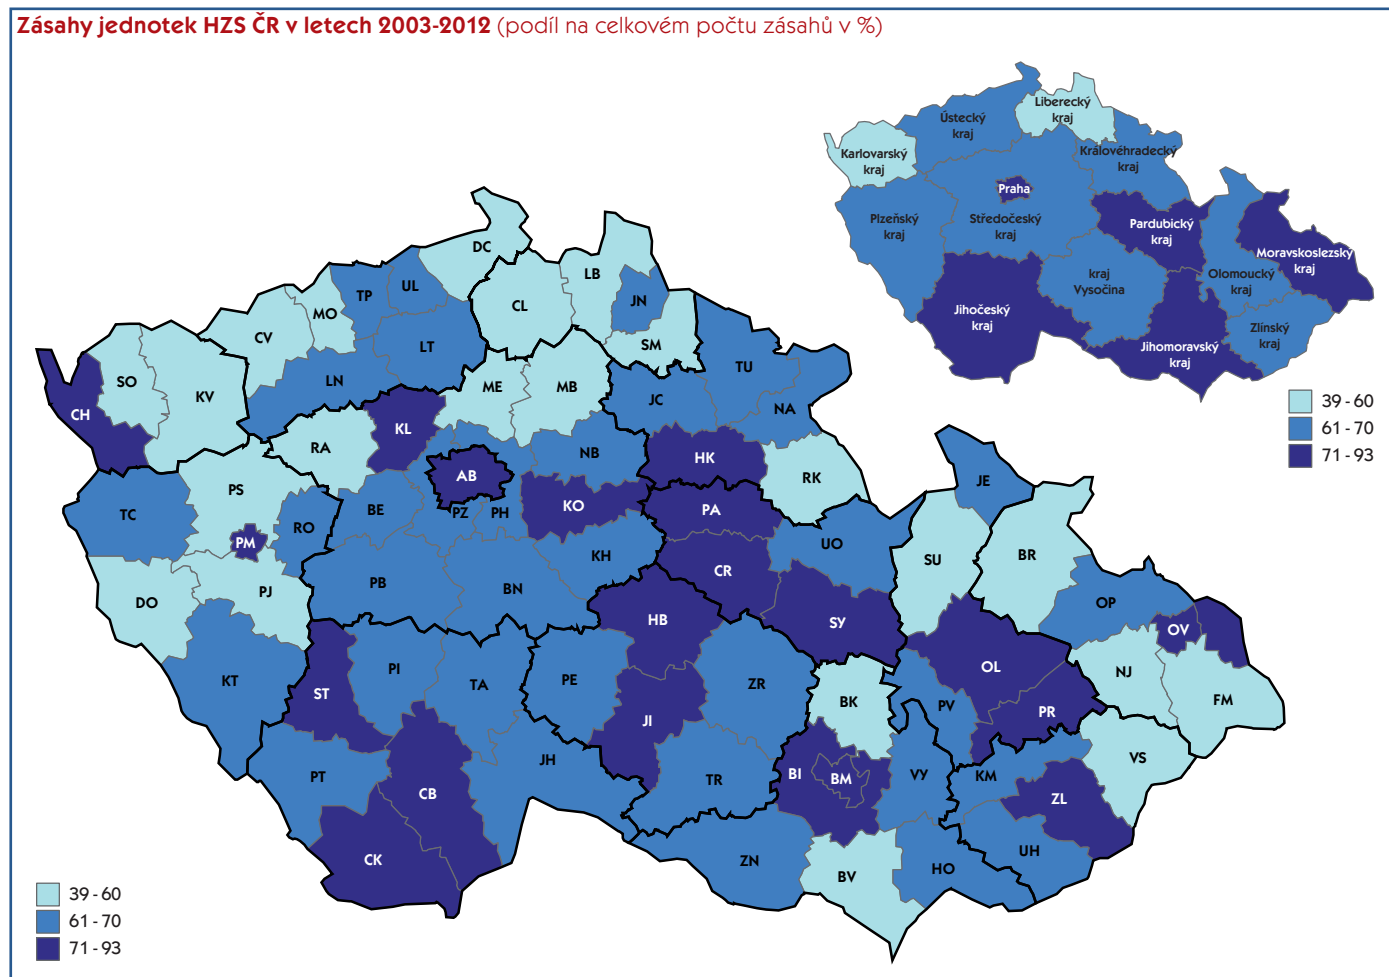 Zásahy jednotek HZS ČR v letech 2003-2012 (podíl na celkovém počtu zásahů v %)
Liberecký
kraj
Ústecký
kraj
Karlovarský
kraj
Královéhradecký
kraj
Praha
Plzeňský
kraj
Středočeský
kraj
Pardubický
kraj
Moravskoslezský
kraj
kraj
Vysočina
Olomoucký
kraj
Jihočeský
kraj
Zlínský
kraj
Jihomoravský
kraj
39 - 60
61 - 70
71 - 93
DC
LB
UL
TP
JN
CL
MO
CV
LT
SM
SO
KV
LN
ME
MB
TU
JC
NA
CH
KL
RA
NB
HK
AB
RK
JE
PS
KO
PA
TC
BE
PZ
PH
RO
PM
UO
KH
BR
SU
CR
PB
BN
PJ
DO
OP
HB
SY
OV
OL
PI
NJ
KT
TA
PE
ZR
ST
FM
BK
PV
PR
JI
VS
JH
PT
TR
BI
BM
VY
KM
CB
ZL
UH
CK
ZN
HO
BV
39 - 60
61 - 70
71 - 93